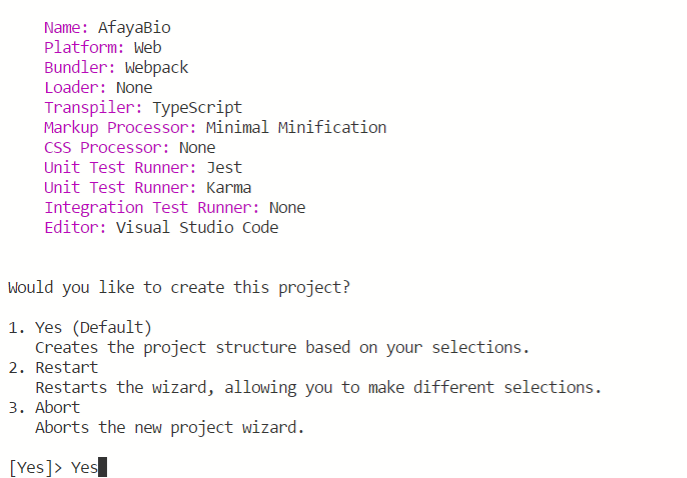 Name: AfayaBio
Platform: Web
Bundler: Webpack
Loader: None
Transpiler: TypeScript
Markup Processor: Minimal Minification
CSS Processor: None
Unit Test Runner: Jest
Unit Test Runner: Karma
Integration Test Runner: None
Editor: Visual Studio Code
Would you like to create this project?
1. Yes (Default)
Creates the project structure based on your selections.
2. Restart
Restarts the wizard, allowing you to make different selections.
3. Abort
Aborts the new project wizard.
[Yes]> Yes